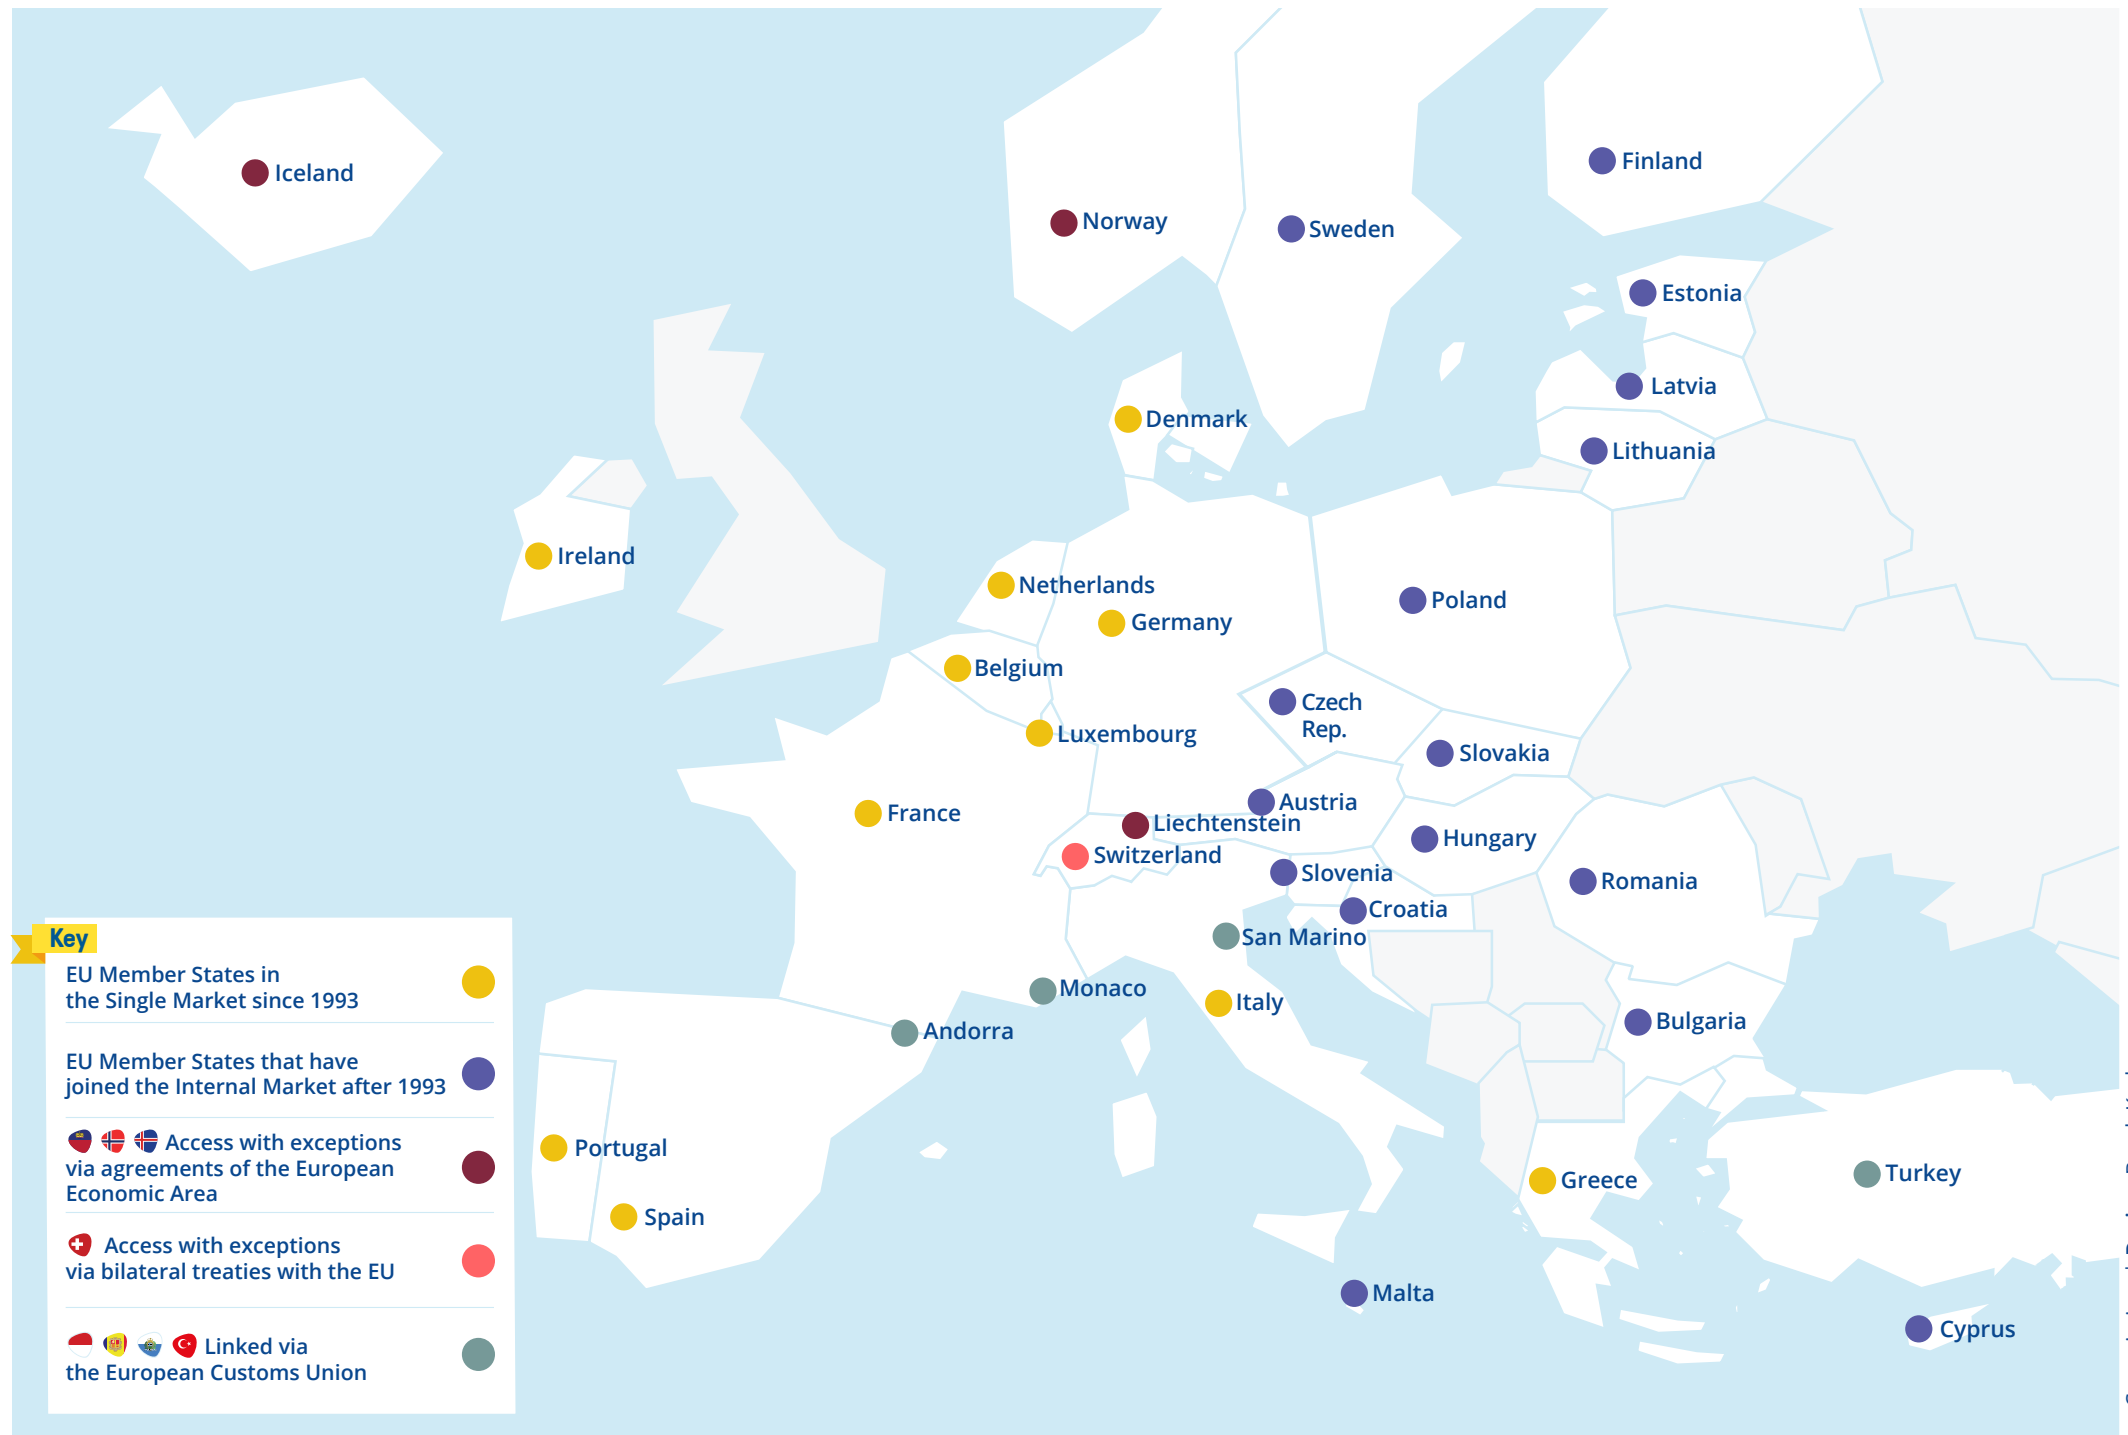 Iceland
Finland
Norway
Sweden
Estonia
Latvia
Denmark
Lithuania
Ireland
Netherlands
Poland
Germany
Belgium
Czech
Rep.
Luxembourg
Slovakia
Austria
France
Liechtenstein
Hungary
Switzerland
Slovenia
Romania
Croatia
San Marino
Monaco
Italy
Bulgaria
Andorra
Portugal
Turkey
Greece
Spain
Malta
Cyprus
Key
EU Member States in
the Single Market since 1993
EU Member States that have
joined the Internal Market after 1993
Access with exceptions
via agreements of the European
Economic Area
Access with exceptions
via bilateral treaties with the EU
Linked via
the European Customs Union